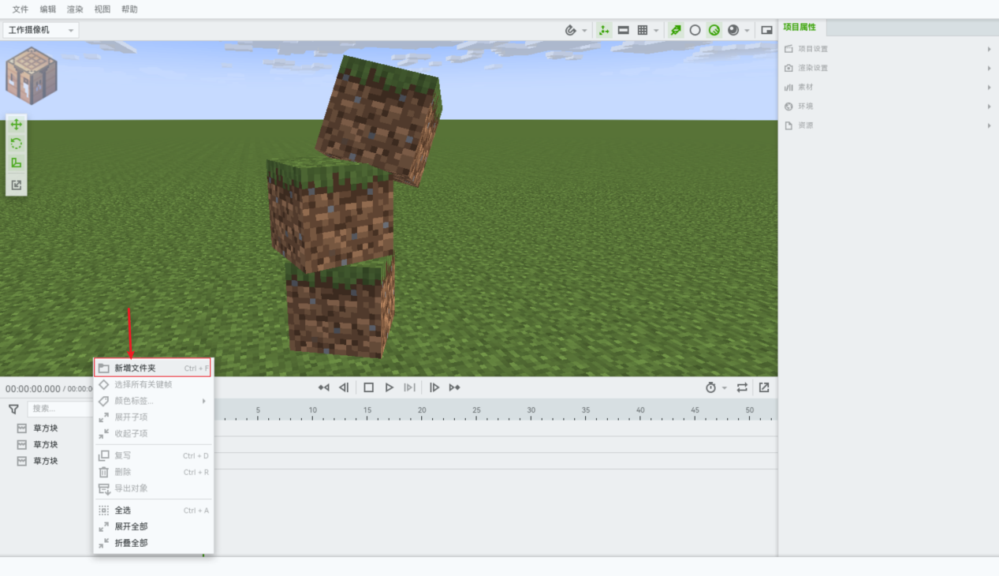 文件 编辑 渲染 视图 帮助
工作摄像机
项目属性
项目设置
渲染设置
素材
环境
资源
新增文件夹 Ctrl + F
选择所有关键帧
颜色标签...
展开子项
收起子项
复写 Ctrl + D
删除 Ctrl + R
导出对象
全选 Ctrl + A
展开全部
折叠全部
00:00:00.000 / 00:00:0
搜索...
5 10 15 20 25 30 35 40 45 50
草方块
草方块
草方块